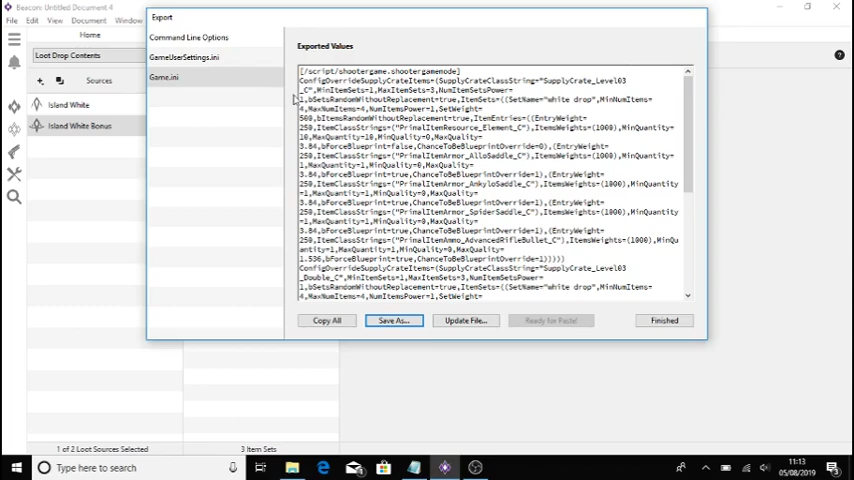 Beacon: Untitled Document 4
File Edit View Document Window
Home
Loot Drop Contents
Sources
Island White
Island White Bonus
1 of 2 Loot Sources Selected
3 Item Sets
Export
Command Line Options
GameUserSettings.ini
Game.ini
Exported Values
[/script/shootergame.shootergamemode]
ConfigOverrideSupplyCrateItems=(SupplyCrateClassString="SupplyCrate_Level03
_C",MinItemSets=1,MaxItemSets=3,NumItemSetsPower=
1,bSetsRandomWithoutReplacement=true,ItemSets=((SetName="white drop",MinNumItems=
4,MaxNumItems=4,NumItemsPower=1,SetWeight=
500,bItemsRandomWithoutReplacement=true,ItemEntries=((EntryWeight=
250,ItemClassStrings=("PrimalItemResource_Element_C"),ItemsWeights=(1000),MinQuantity=
10,MaxQuantity=10,MinQuality=0,MaxQuality=
3.84,bForceBlueprint=false,ChanceToBeBlueprintOverride=0),(EntryWeight=
250,ItemClassStrings=("PrimalItemArmor_AlloSaddle_C"),ItemsWeights=(1000),MinQuantity=
1,MaxQuantity=1,MinQuality=0,MaxQuality=
3.84,bForceBlueprint=true,ChanceToBeBlueprintOverride=1),(EntryWeight=
250,ItemClassStrings=("PrimalItemArmor_AnkyloSaddle_C"),ItemsWeights=(1000),MinQuantity
=1,MaxQuantity=1,MinQuality=0,MaxQuality=
3.84,bForceBlueprint=true,ChanceToBeBlueprintOverride=1),(EntryWeight=
250,ItemClassStrings=("PrimalItemArmor_SpiderSaddle_C"),ItemsWeights=(1000),MinQuantity
=1,MaxQuantity=1,MinQuality=0,MaxQuality=
3.84,bForceBlueprint=true,ChanceToBeBlueprintOverride=1),(EntryWeight=
250,ItemClassStrings=("PrimalItemAmmo_AdvancedRifleBullet_C"),ItemsWeights=(1000),MinQu
antity=1,MaxQuantity=1,MinQuality=0,MaxQuality=
1.536,bForceBlueprint=true,ChanceToBeBlueprintOverride=1)))))
ConfigOverrideSupplyCrateItems=(SupplyCrateClassString="SupplyCrate_Level03
_Double_C",MinItemSets=1,MaxItemSets=3,NumItemSetsPower=
1,bSetsRandomWithoutReplacement=true,ItemSets=((SetName="white drop",MinNumItems=
4,MaxNumItems=4,NumItemsPower=1,SetWeight=
Copy All
Save As...
Update File...
Ready for Paste!
Finished
Type here to search
11:13
05/08/2019